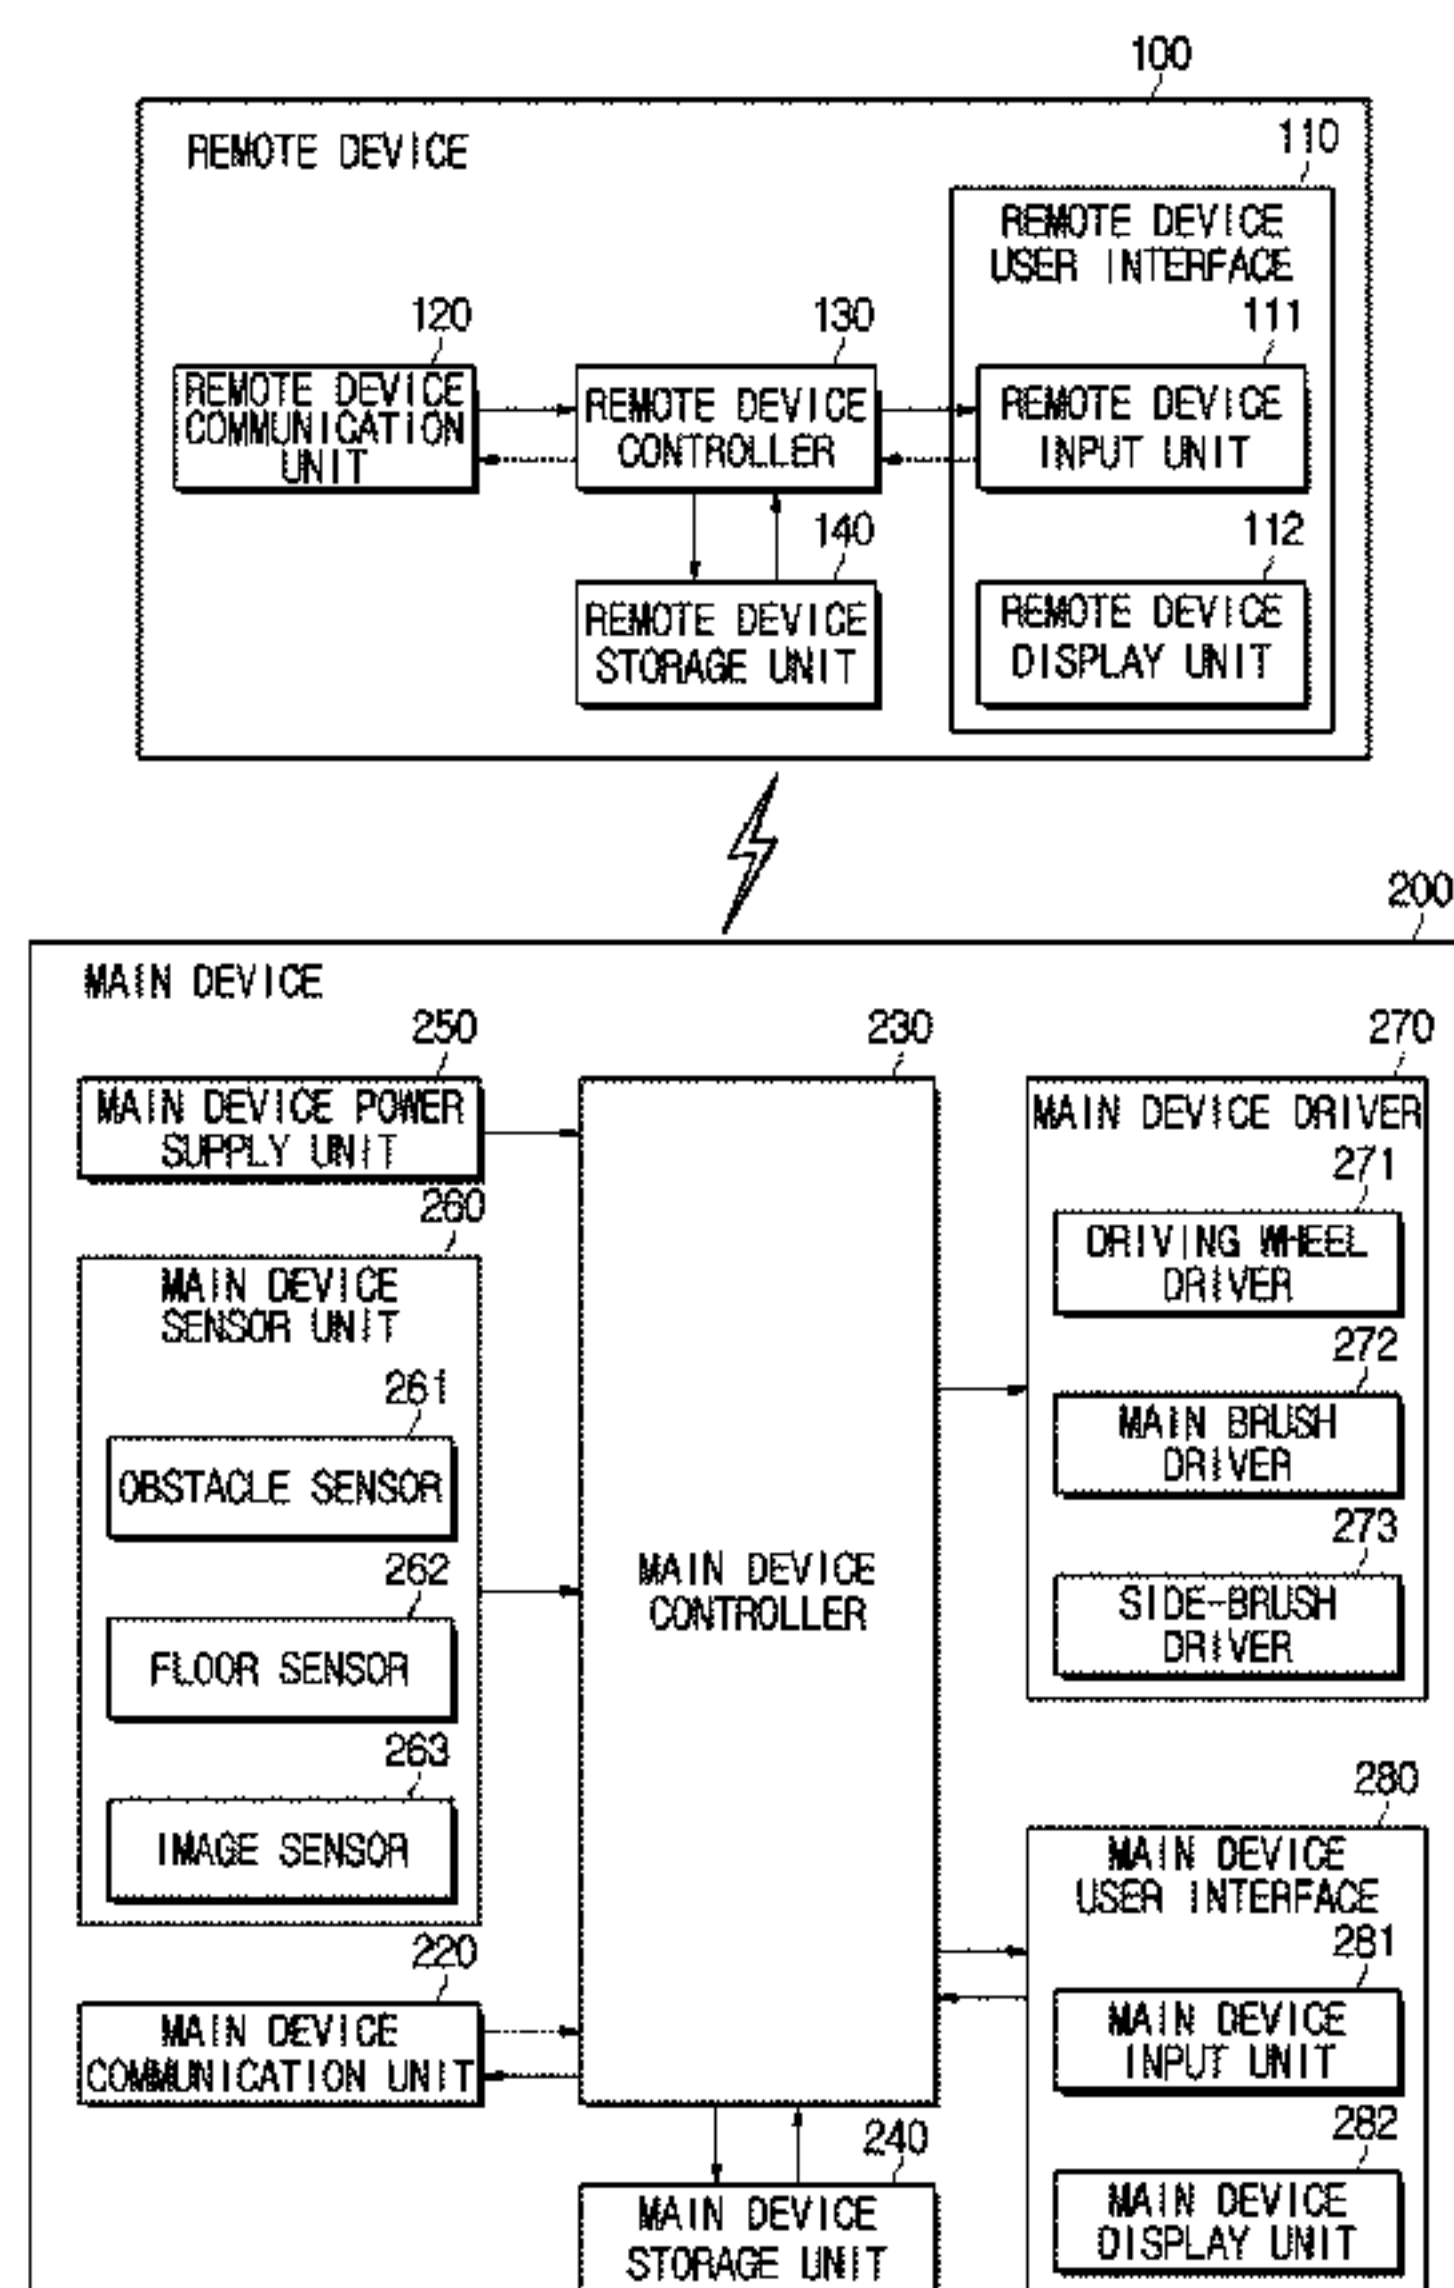 100
REMOTE DEVICE
110
REMOTE DEVICE
USER INTERFACE
120
130
111
REMOTE DEVICE
COMMUNICATION
UNIT
REMOTE DEVICE
CONTROLLER
REMOTE DEVICE
INPUT UNIT
140
112
REMOTE DEVICE
STORAGE UNIT
REMOTE DEVICE
DISPLAY UNIT
200
MAIN DEVICE
250
230
270
MAIN DEVICE POWER
SUPPLY UNIT
MAIN DEVICE DRIVER
271
260
DRIVING WHEEL
DRIVER
MAIN DEVICE
SENSOR UNIT
272
261
MAIN BRUSH
DRIVER
OBSTACLE SENSOR
273
262
MAIN DEVICE
CONTROLLER
SIDE-BRUSH
DRIVER
FLOOR SENSOR
263
280
IMAGE SENSOR
MAIN DEVICE
USER INTERFACE
220
281
MAIN DEVICE
COMMUNICATION UNIT
MAIN DEVICE
INPUT UNIT
240
282
MAIN DEVICE
STORAGE UNIT
MAIN DEVICE
DISPLAY UNIT